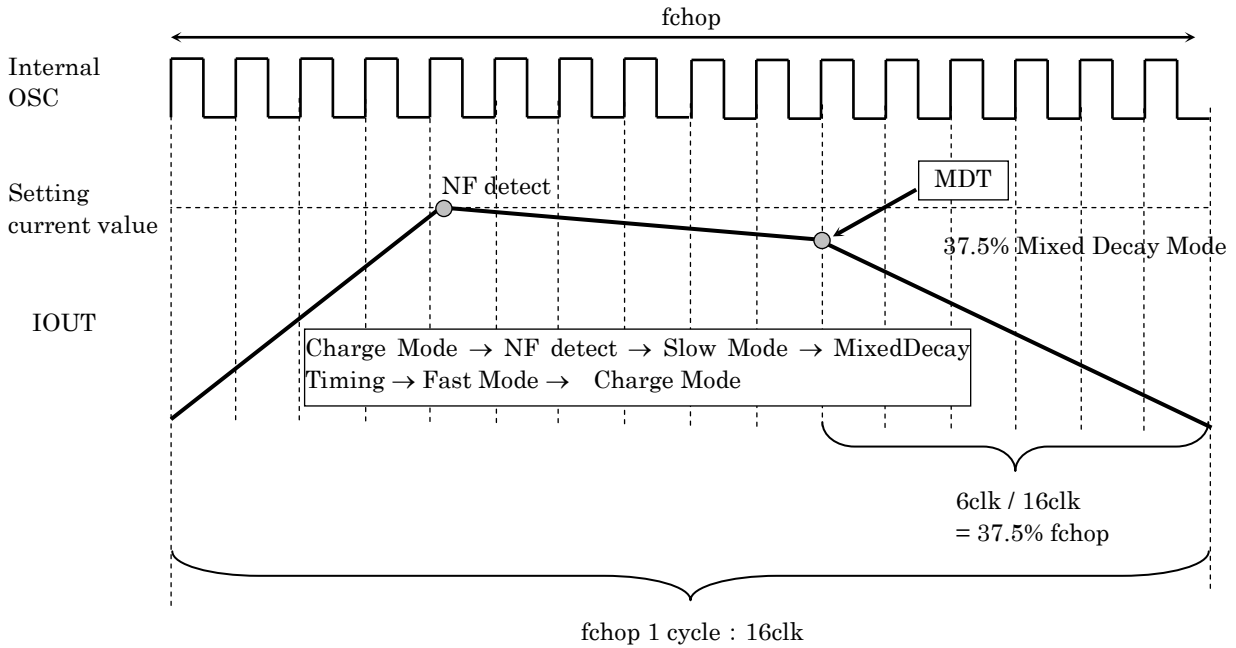 fchop
Internal
OSC
Setting
current value
NF detect
MDT
37.5% Mixed Decay Mode
IOUT
Charge Mode → NF detect → Slow Mode → MixedDecay
Timing → Fast Mode → Charge Mode
6clk / 16clk
= 37.5% fchop
fchop 1 cycle : 16clk